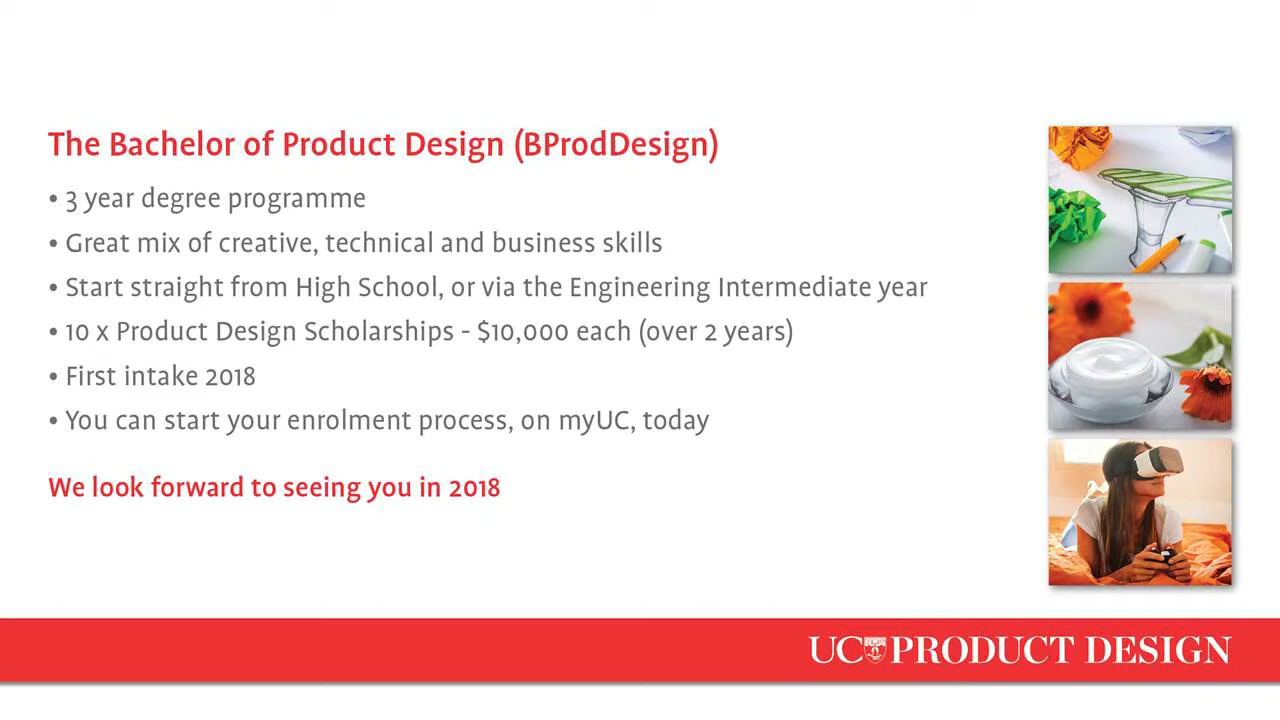 The Bachelor of Product Design (BProdDesign)
• 3 year degree programme
• Great mix of creative, technical and business skills
• Start straight from High School, or via the Engineering Intermediate year
• 10 x Product Design Scholarships - $10,000 each (over 2 years)
• First intake 2018
• You can start your enrolment process, on myUC, today
We look forward to seeing you in 2018
UC PRODUCT DESIGN